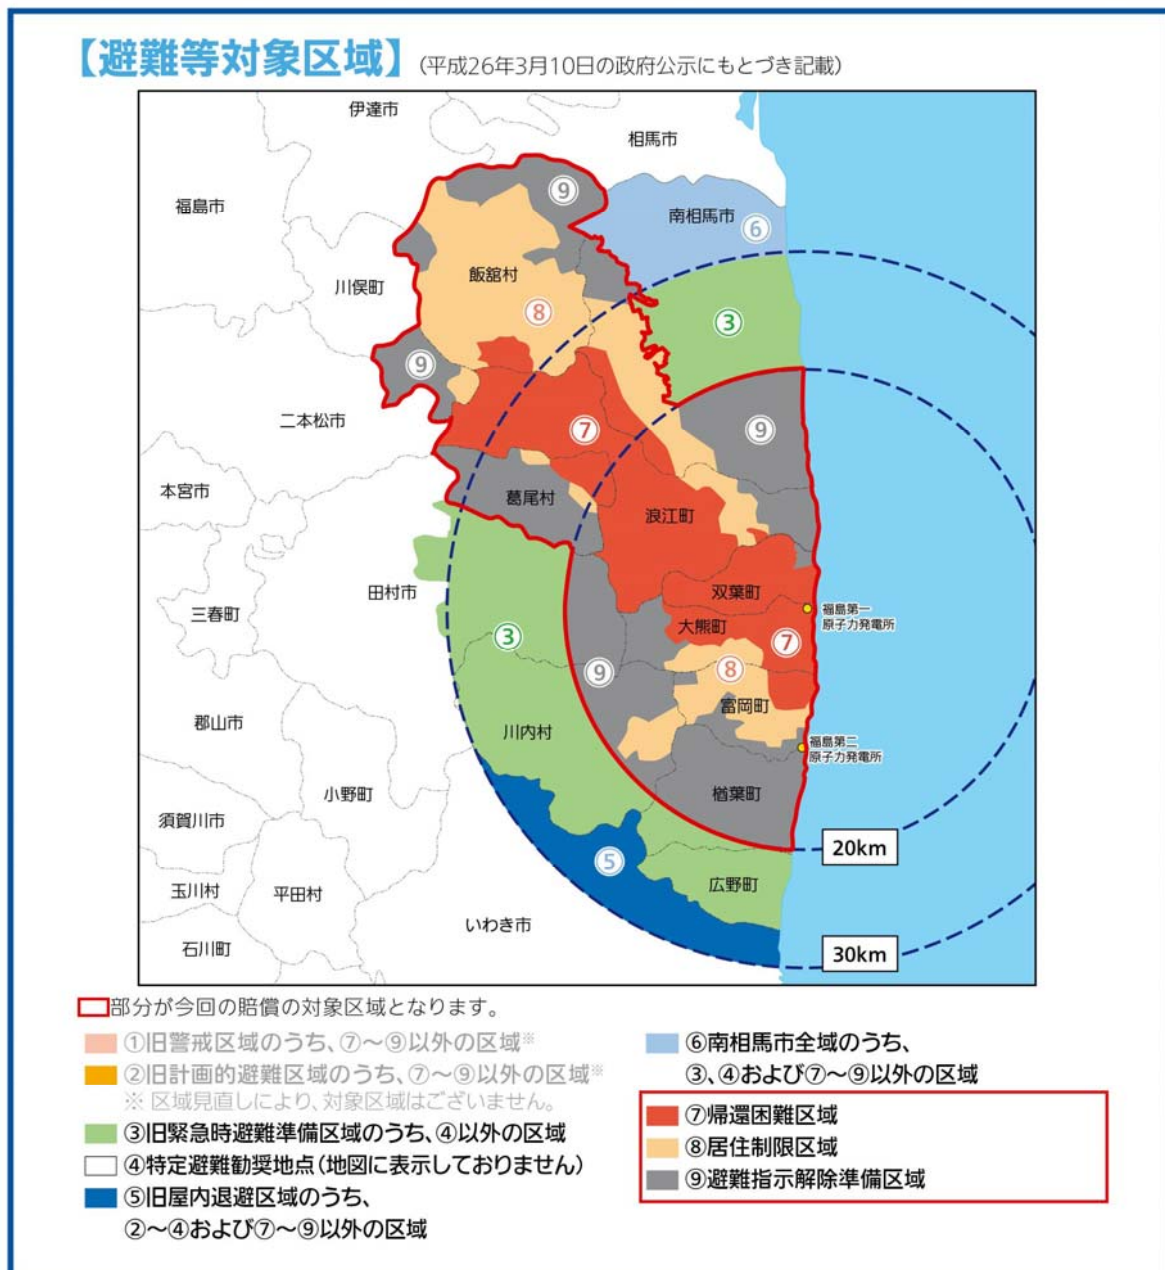 【避難等対象区域】(平成26年3月10日の政府公示にもとづき記載)
伊達市
相馬市
福島市
⑨
南相馬市
⑥
飯舘村
川俣町
⑧
③
⑨
二本松市
⑦
⑨
本宮市
葛尾村
浪江町
田村市
双葉町
三春町
福島第一
原子力発電所
大熊町
③
⑦
⑨
⑧
富岡町
郡山市
川内村
福島第二
原子力発電所
小野町
楢葉町
須賀川市
20km
⑤
広野町
玉川村
平田村
いわき市
石川町
30km
部分が今回の賠償の対象区域となります。
①旧警戒区域のうち、⑦～⑨以外の区域※
②旧計画的避難区域のうち、⑦～⑨以外の区域※
※ 区域見直しにより、対象区域はございません。
③旧緊急時避難準備区域のうち、④以外の区域
④特定避難勧奨地点(地図に表示しておりません)
⑤旧屋内退避区域のうち、
②～④および⑦～⑨以外の区域
⑥南相馬市全域のうち、
③、④および⑦～⑨以外の区域
⑦帰還困難区域
⑧居住制限区域
⑨避難指示解除準備区域